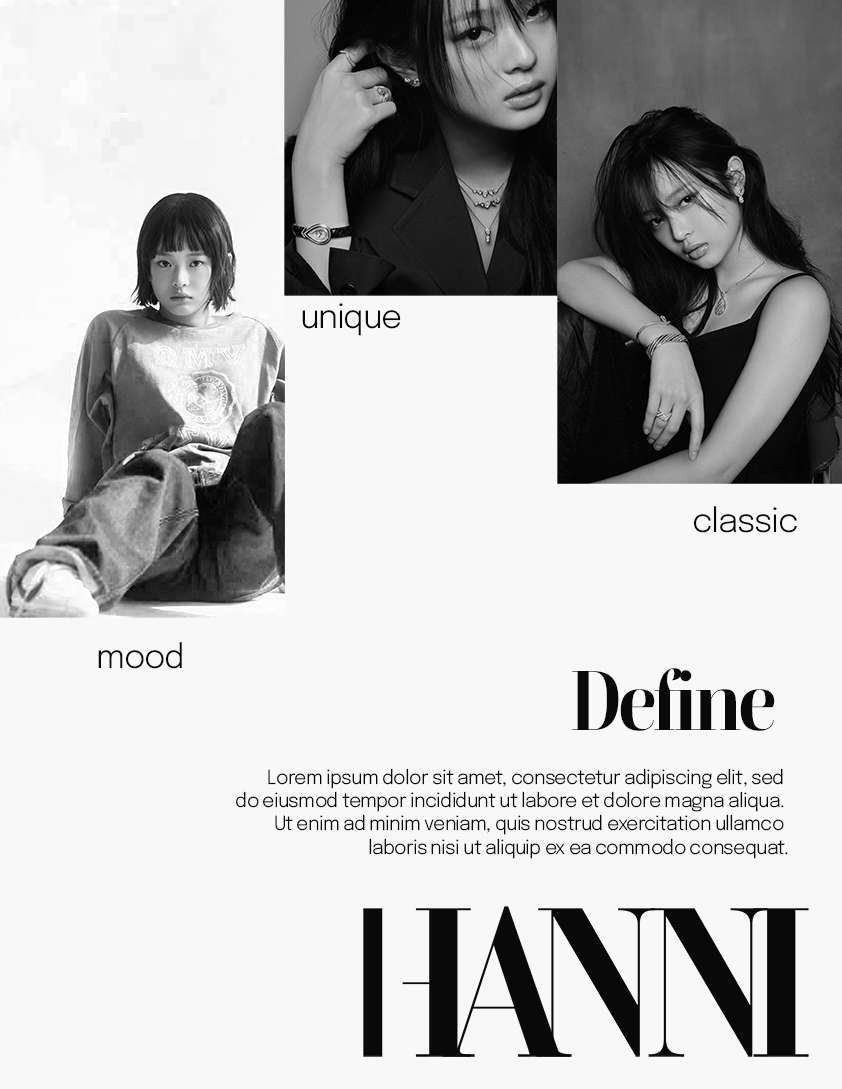 unique
classic
mood
Define
Lorem ipsum dolor sit amet, consectetur adipiscing elit, sed
do eiusmod tempor incididunt ut labore et dolore magna aliqua.
Ut enim ad minim veniam, quis nostrud exercitation ullamco
laboris nisi ut aliquip ex ea commodo consequat.
HANNI